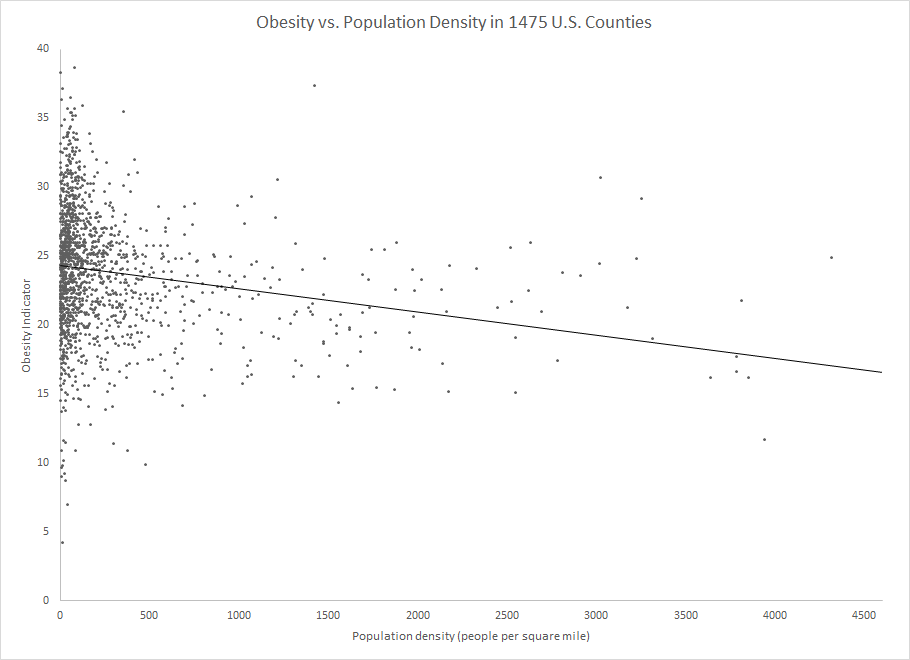 Obesity vs. Population Density in 1475 U.S. Counties
40
35
30
25
20
15
10
5
0
Obesity Indicator
0 500 1000 1500 2000 2500 3000 3500 4000 4500
Population density (people per square mile)